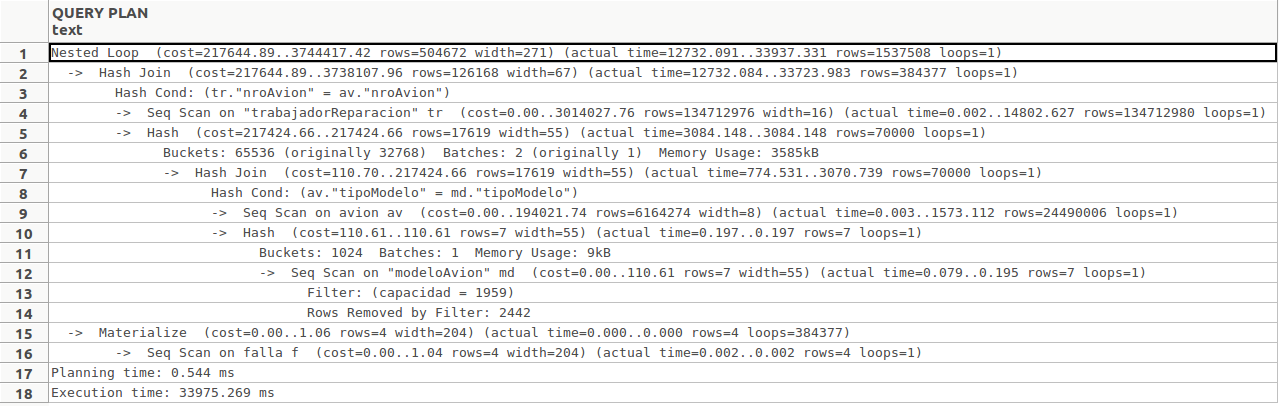 QUERY PLAN
text
1 Nested Loop (cost=217644.89..3744417.42 rows=504672 width=271) (actual time=12732.091..33937.331 rows=1537508 loops=1)
2 -> Hash Join (cost=217644.89..3738107.96 rows=126168 width=67) (actual time=12732.084..33723.983 rows=384377 loops=1)
3 Hash Cond: (tr."nroAvion" = av."nroAvion")
4 -> Seq Scan on "trabajadorReparacion" tr (cost=0.00..3014027.76 rows=134712976 width=16) (actual time=0.002..14802.627 rows=134712980 loops=1)
5 -> Hash (cost=217424.66..217424.66 rows=17619 width=55) (actual time=3084.148..3084.148 rows=70000 loops=1)
6 Buckets: 65536 (originally 32768) Batches: 2 (originally 1) Memory Usage: 3585kB
7 -> Hash Join (cost=110.70..217424.66 rows=17619 width=55) (actual time=774.531..3070.739 rows=70000 loops=1)
8 Hash Cond: (av."tipoModelo" = md."tipoModelo")
9 -> Seq Scan on avion av (cost=0.00..194021.74 rows=6164274 width=8) (actual time=0.003..1573.112 rows=24490006 loops=1)
10 -> Hash (cost=110.61..110.61 rows=7 width=55) (actual time=0.197..0.197 rows=7 loops=1)
11 Buckets: 1024 Batches: 1 Memory Usage: 9kB
12 -> Seq Scan on "modeloAvion" md (cost=0.00..110.61 rows=7 width=55) (actual time=0.079..0.195 rows=7 loops=1)
13 Filter: (capacidad = 1959)
14 Rows Removed by Filter: 2442
15 -> Materialize (cost=0.00..1.06 rows=4 width=204) (actual time=0.000..0.000 rows=4 loops=384377)
16 -> Seq Scan on falla f (cost=0.00..1.04 rows=4 width=204) (actual time=0.002..0.002 rows=4 loops=1)
17 Planning time: 0.544 ms
18 Execution time: 33975.269 ms